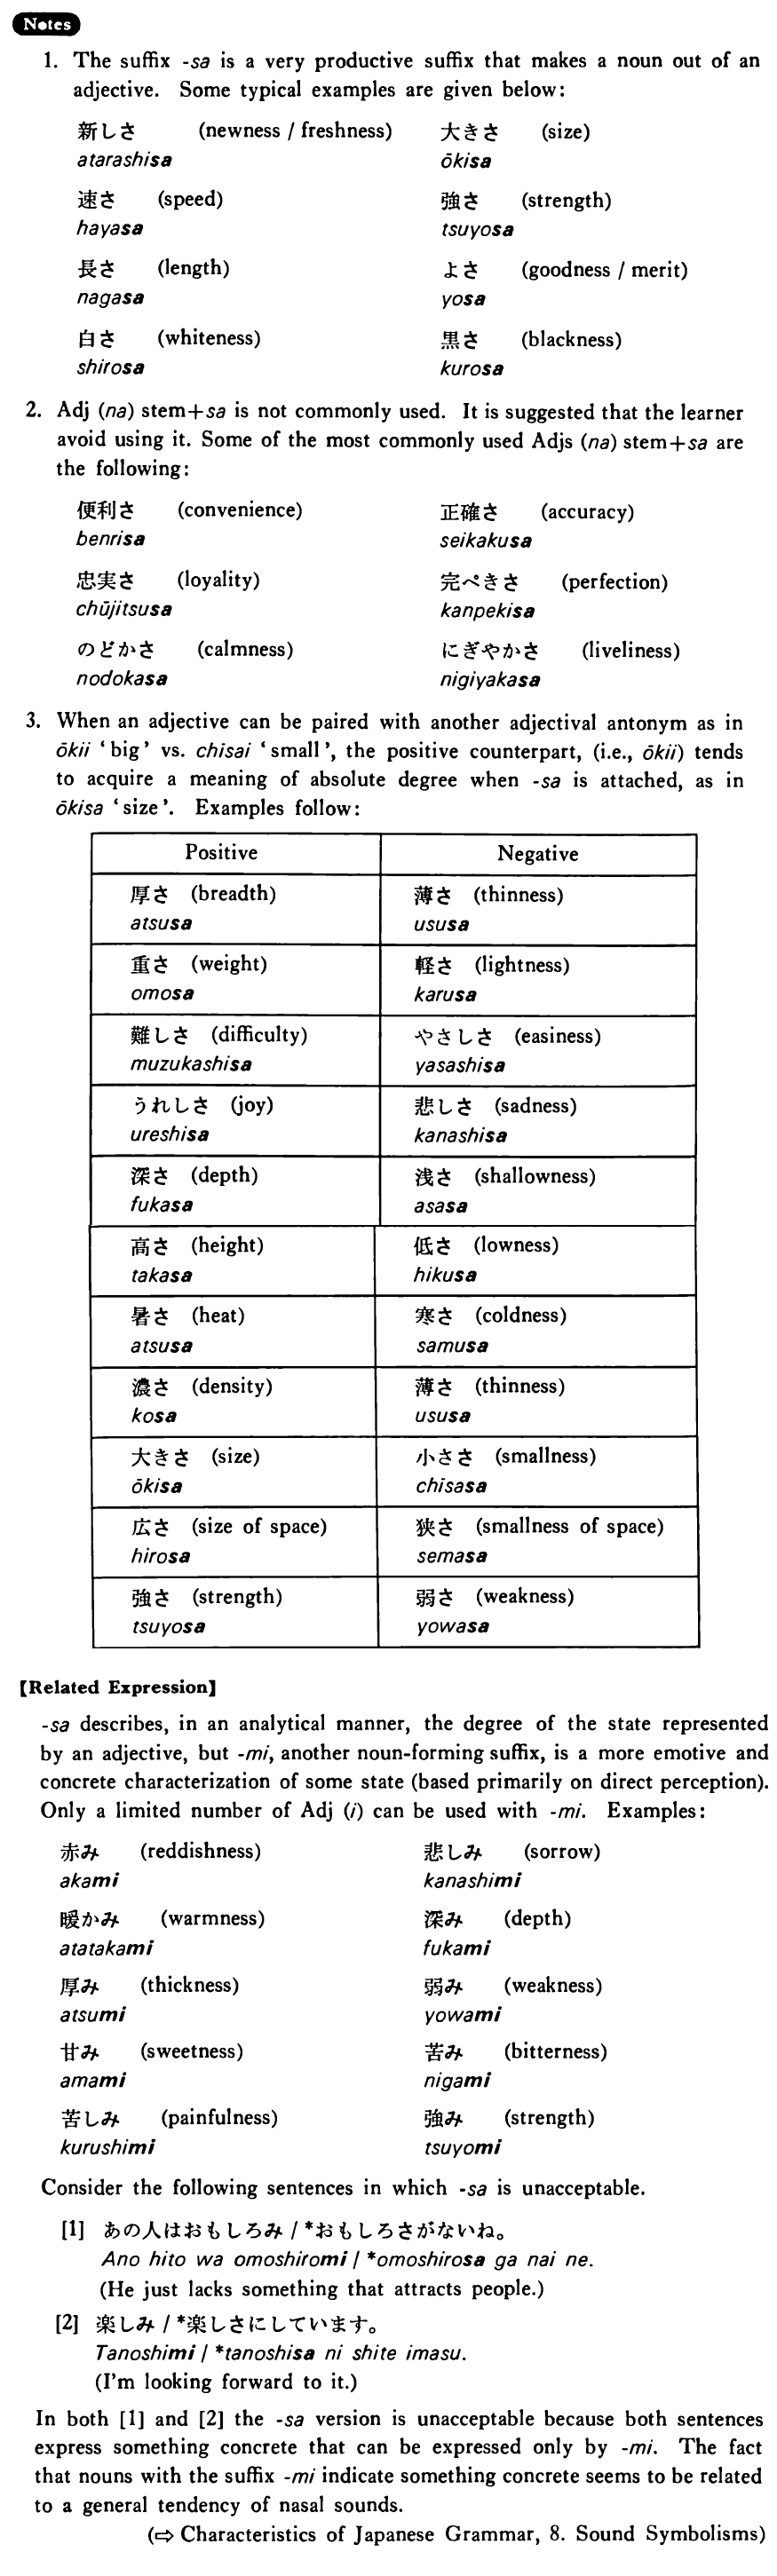 Notes
1. The suffix -sa is a very productive suffix that makes a noun out of an
adjective. Some typical examples are given below:
新しさ (newness / freshness) 大きさ (size)
atarashisa ōkisa
速さ (speed) 強さ (strength)
hayasa tsuyosa
長さ (length) よさ (goodness / merit)
nagasa yosa
白さ (whiteness) 黒さ (blackness)
shirosa kurosa
2. Adj (na) stem+sa is not commonly used. It is suggested that the learner
avoid using it. Some of the most commonly used Adjs (na) stem+sa are
the following:
便利さ (convenience) 正確さ (accuracy)
benrisa seikakusa
忠実さ (loyality) 完ぺきさ (perfection)
chūjitsusa kanpekisa
のどかさ (calmness) にぎやかさ (liveliness)
nodokasa nigiyakasa
3. When an adjective can be paired with another adjectival antonym as in
ōkii ‘big’ vs. chisai ‘small’, the positive counterpart, (i.e., ōkii) tends
to acquire a meaning of absolute degree when -sa is attached, as in
ōkisa ‘size’. Examples follow:
Positive Negative
厚さ (breadth) 薄さ (thinness)
atsusa ususa
重さ (weight) 軽さ (lightness)
omosa karusa
難しさ (difficulty) やさしさ (easiness)
muzukashisa yasashisa
うれしさ (joy) 悲しさ (sadness)
ureshisa kanashisa
深さ (depth) 浅さ (shallowness)
fukasa asasa
高さ (height) 低さ (lowness)
takasa hikusa
暑さ (heat) 寒さ (coldness)
atsusa samusa
濃さ (density) 薄さ (thinness)
kosa ususa
大きさ (size) 小ささ (smallness)
ōkisa chīsasa
広さ (size of space) 狭さ (smallness of space)
hirosa semasa
強さ (strength) 弱さ (weakness)
tsuyosa yowasa
【Related Expression】
-sa describes, in an analytical manner, the degree of the state represented
by an adjective, but -mi, another noun-forming suffix, is a more emotive and
concrete characterization of some state (based primarily on direct perception).
Only a limited number of Adj (i) can be used with -mi. Examples:
赤み (reddishness) 悲しみ (sorrow)
akami kanashimi
暖かみ (warmness) 深み (depth)
atatakami fukami
厚み (thickness) 弱み (weakness)
atsumi yowami
甘み (sweetness) 苦み (bitterness)
amami nigami
苦しみ (painfulness) 強み (strength)
kurushimi tsuyomi
Consider the following sentences in which -sa is unacceptable.
[1] あの人はおもしろみ / *おもしろさがないね。
Ano hito wa omoshiromi / *omoshirosa ga nai ne.
(He just lacks something that attracts people.)
[2] 楽しみ / *楽しさにしています。
Tanoshimi / *tanoshisa ni shite imasu.
(I'm looking forward to it.)
In both [1] and [2] the -sa version is unacceptable because both sentences
express something concrete that can be expressed only by -mi. The fact
that nouns with the suffix -mi indicate something concrete seems to be related
to a general tendency of nasal sounds.
(⇨ Characteristics of Japanese Grammar, 8. Sound Symbolisms)